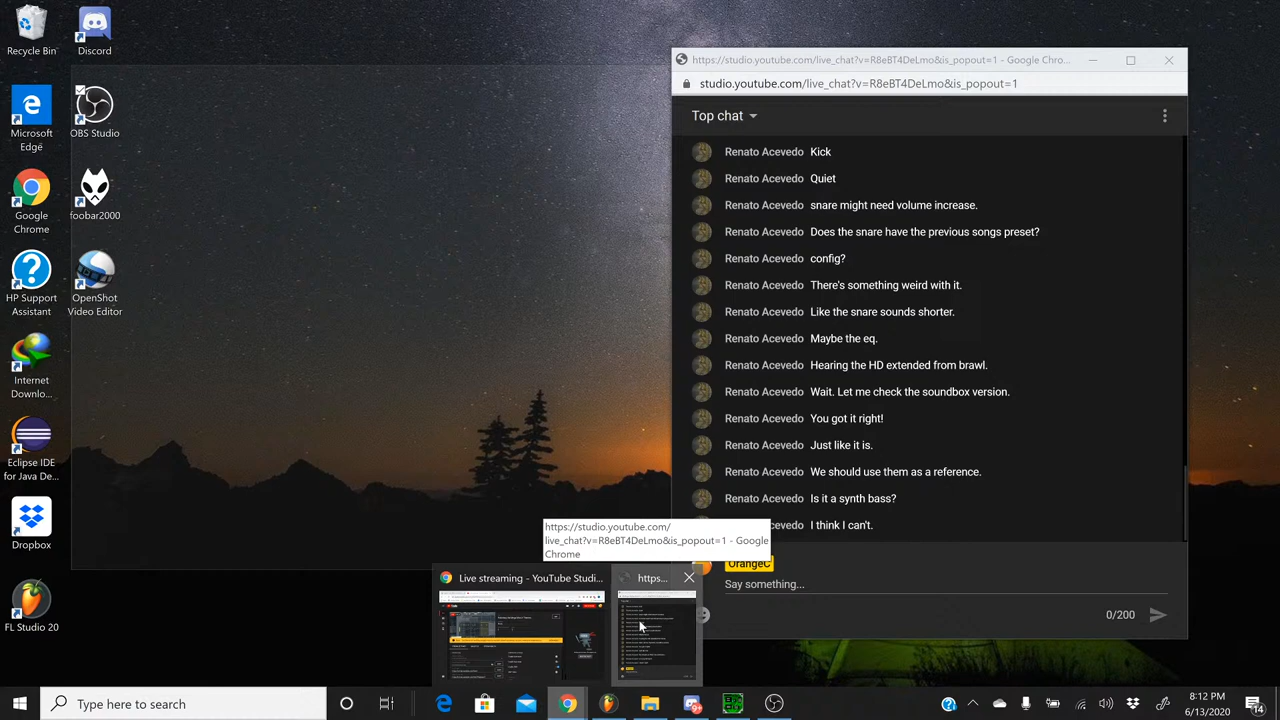 Recycle Bin
Discord
Microsoft
Edge
OBS Studio
Google
Chrome
foobar2000
HP Support
Assistant
OpenShot
Video Editor
Internet
Downlo...
Eclipse IDE
for Java De...
Dropbox
FL Studio 20
https://studio.youtube.com/live_chat?v=R8eBT4DeLmo&is_popout=1 - Google Chro...
studio.youtube.com/live_chat?v=R8eBT4DeLmo&is_popout=1
Top chat
Renato Acevedo Kick
Renato Acevedo Quiet
Renato Acevedo snare might need volume increase.
Renato Acevedo Does the snare have the previous songs preset?
Renato Acevedo config?
Renato Acevedo There's something weird with it.
Renato Acevedo Like the snare sounds shorter.
Renato Acevedo Maybe the eq.
Renato Acevedo Hearing the HD extended from brawl.
Renato Acevedo Wait. Let me check the soundbox version.
Renato Acevedo You got it right!
Renato Acevedo Just like it is.
Renato Acevedo We should use them as a reference.
Renato Acevedo Is it a synth bass?
evedo I think I can't.
https://studio.youtube.com/
live_chat?v=R8eBT4DeLmo&is_popout=1 - Google
Chrome
OrangeC
Say something...
0/200
Live streaming - YouTube Studi...
https...
Type here to search
9+
8:12 PM
6/13/2020
14